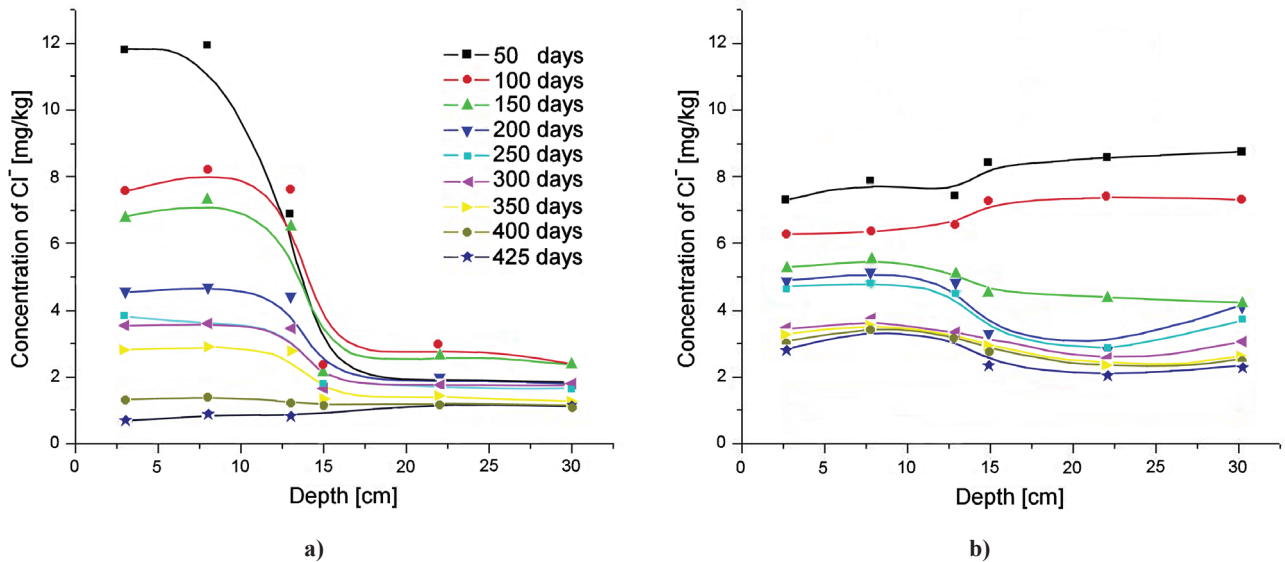 12
10
8
6
4
2
0
Concentration of Cl⁻ [mg/kg]
0 5 10 15 20 25 30
Depth [cm]
50 days
100 days
150 days
200 days
250 days
300 days
350 days
400 days
425 days
a)
12
10
8
6
4
2
0
Concentration of Cl⁻ [mg/kg]
0 5 10 15 20 25 30
Depth [cm]
b)